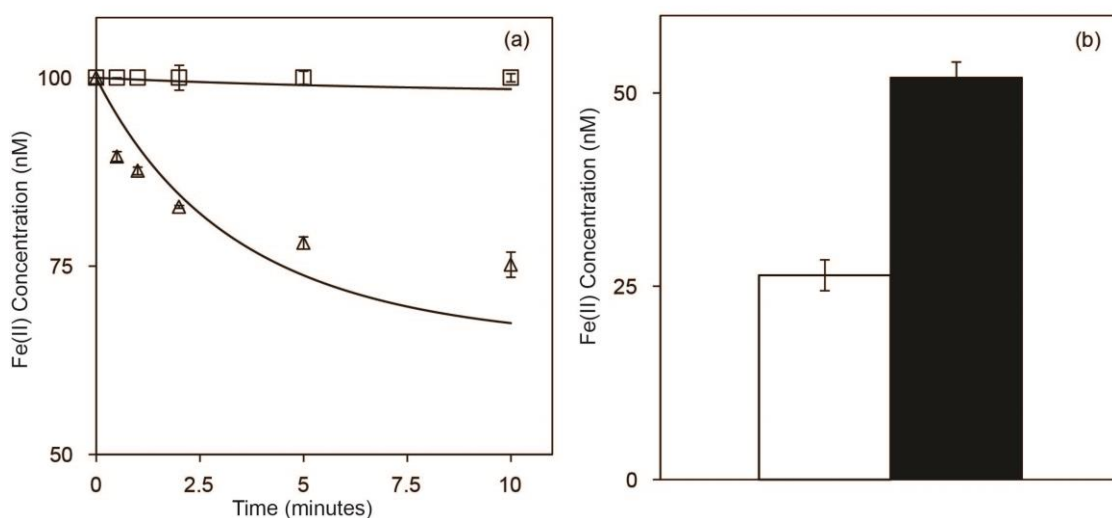 (a)
Fe(II) Concentration (nM)
100
75
50
0
2.5
5
7.5
10
Time (minutes)
(b)
Fe(II) Concentration (nM)
50
25
0